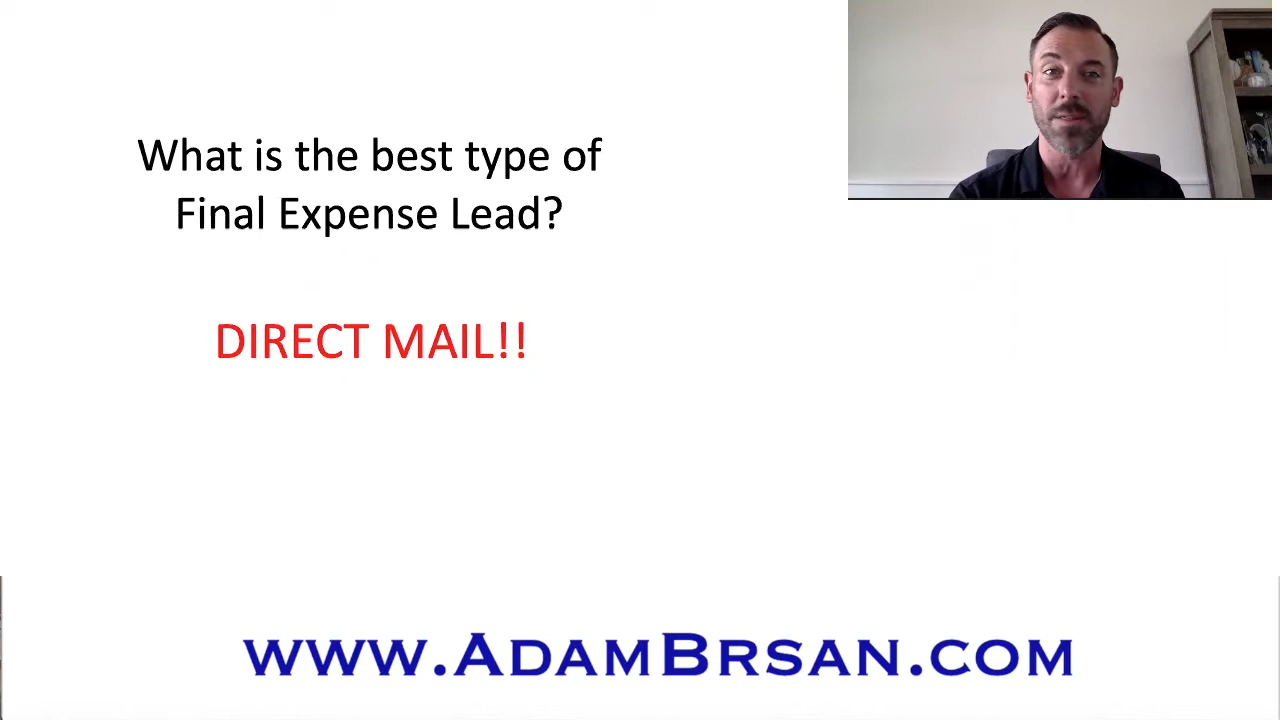 What is the best type of
Final Expense Lead?
DIRECT MAIL!!
www.AdamBrsan.com